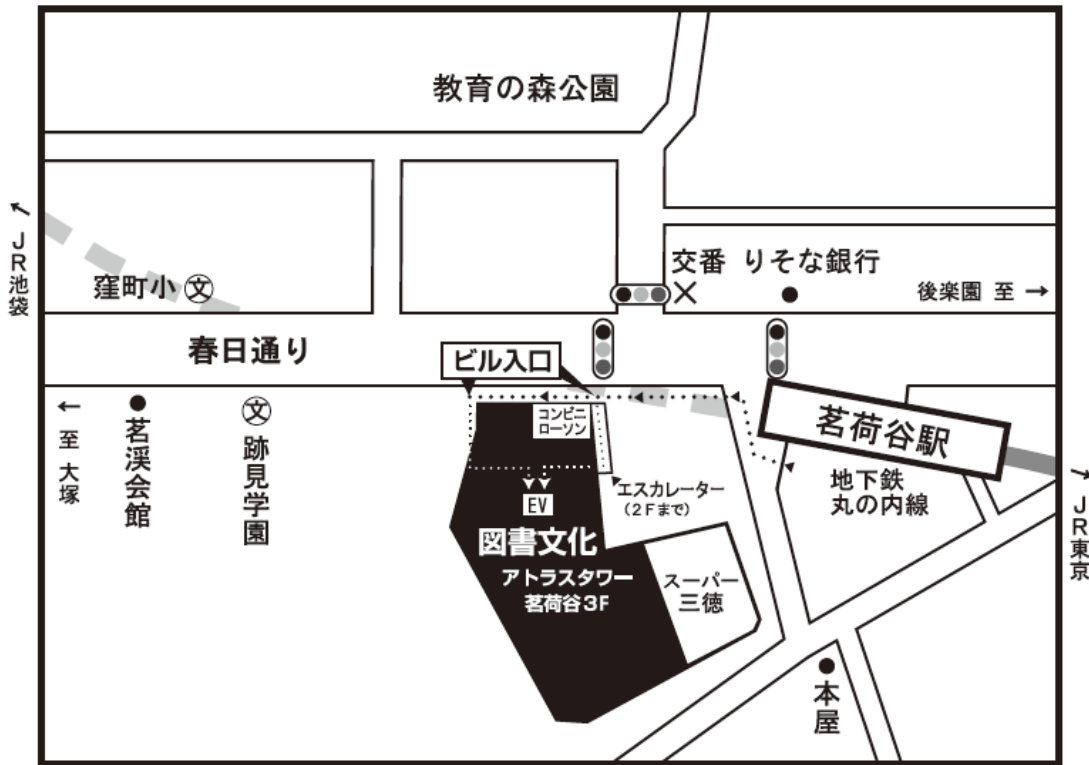 教育の森公園
↑
JR池袋
窪町小 文
交番 りそな銀行
後楽園 至 →
春日通り
ビル入口
← 至 大塚
茗渓会館
文
跡見学園
コンビニ
ローソン
EV
エスカレーター
(2Fまで)
図書文化
アトラスタワー
茗荷谷3F
スーパー
三徳
茗荷谷駅
地下鉄
丸の内線
JR東京
本屋